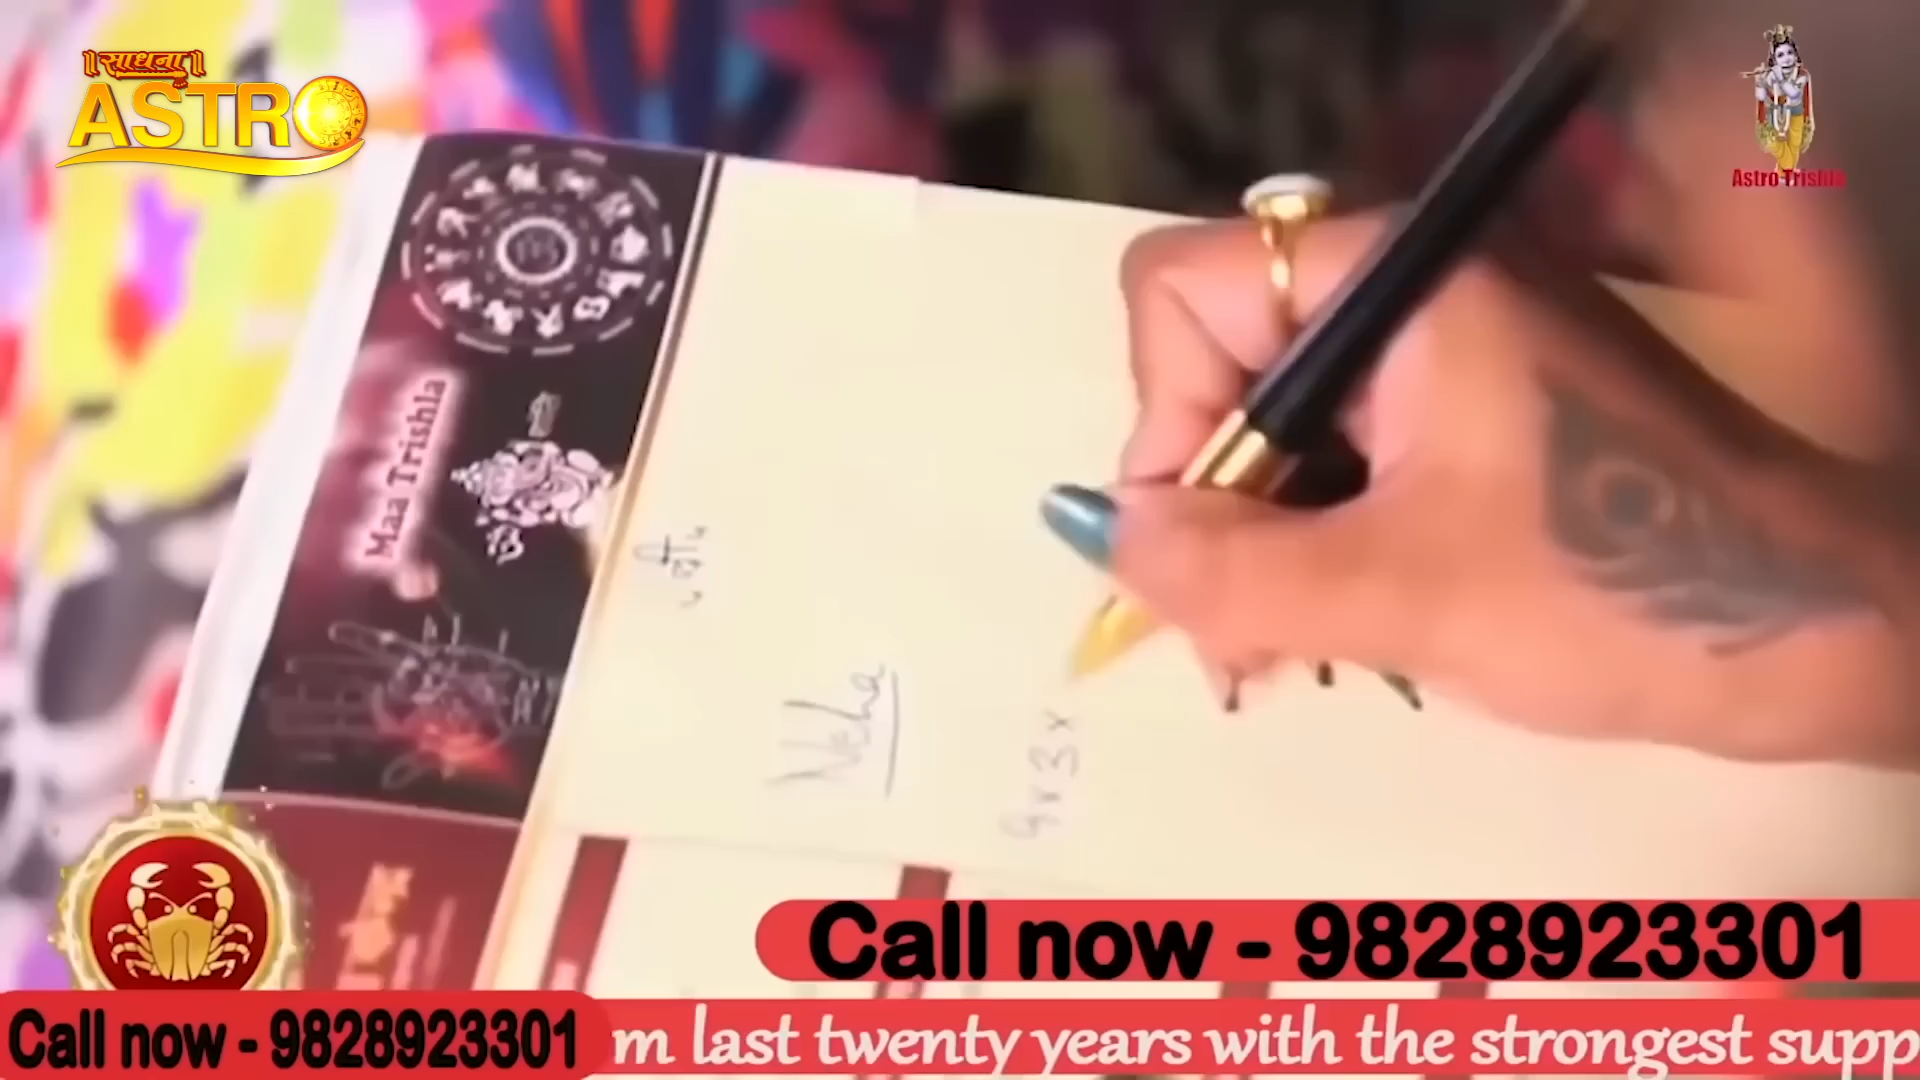 ॥साधना॥
ASTRO
Astro Trishla
Maa Trishla
Neha
Call now - 9828923301
Call now - 9828923301
m last twenty years with the strongest supp